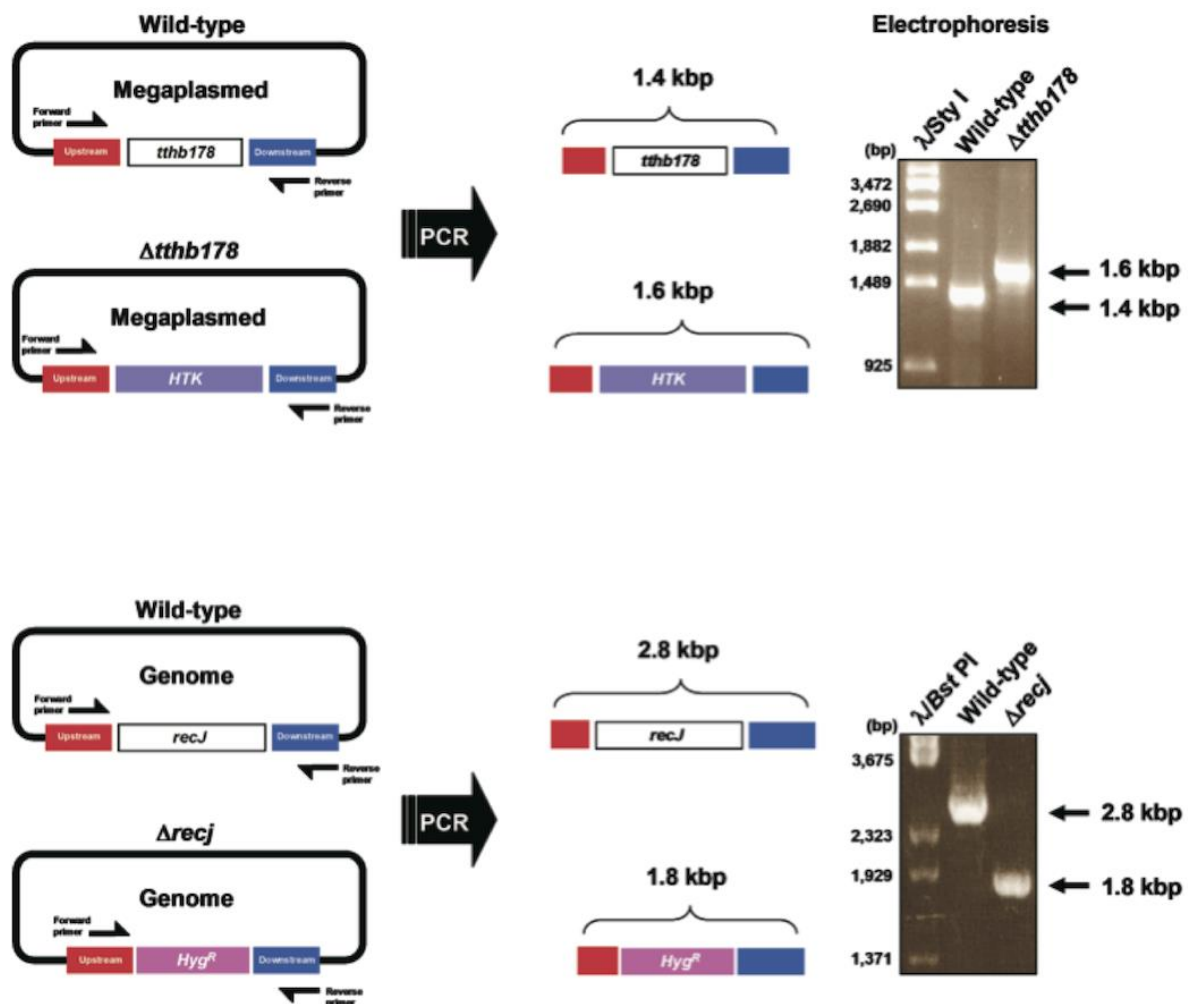 Wild-type
Megaplasmed
Forward
primer
Upstream
tthb178
Downstream
Reverse
primer
Δtthb178
Megaplasmed
Forward
primer
Upstream
HTK
Downstream
Reverse
primer
PCR
1.4 kbp
tthb178
1.6 kbp
HTK
Electrophoresis
(bp)
λ/Sty I
Wild-type
Δtthb178
3,472
2,690
1,882
1,489
925
1.6 kbp
1.4 kbp
Wild-type
Genome
Forward
primer
Upstream
recJ
Downstream
Reverse
primer
Δrecj
Genome
Forward
primer
Upstream
HygR
Downstream
Reverse
primer
PCR
2.8 kbp
recJ
1.8 kbp
HygR
(bp)
λ/Bst PI
Wild-type
Δrecj
3,675
2,323
1,929
1,371
2.8 kbp
1.8 kbp